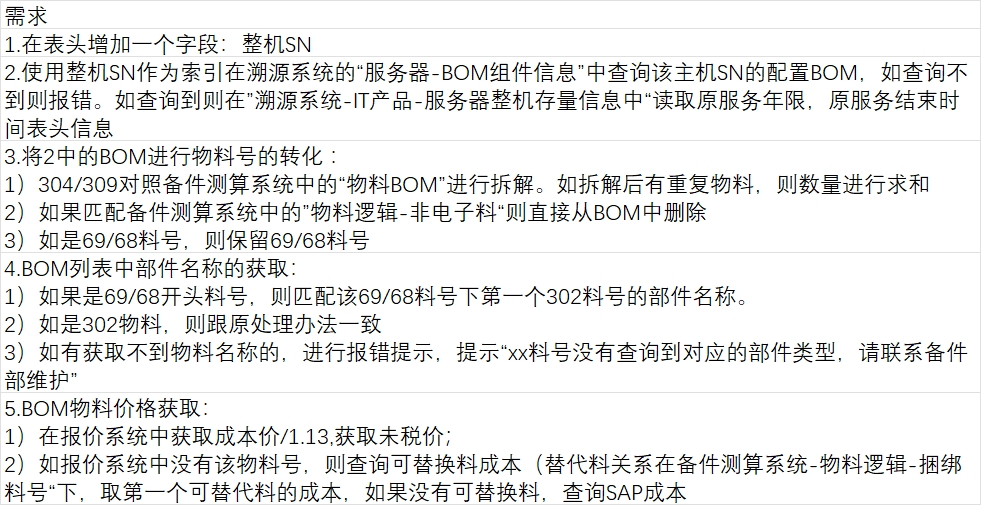 需求
1.在表头增加一个字段：整机SN
2.使用整机SN作为索引在溯源系统的“服务器-BOM组件信息”中查询该主机SN的配置BOM，如查询不
到则报错。如查询到则在”溯源系统-IT产品-服务器整机存量信息中“读取原服务年限，原服务结束时
间表头信息
3.将2中的BOM进行物料号的转化：
1）304/309对照备件测算系统中的“物料BOM”进行拆解。如拆解后有重复物料，则数量进行求和
2）如果匹配备件测算系统中的”物料逻辑-非电子料“则直接从BOM中删除
3）如是69/68料号，则保留69/68料号
4.BOM列表中部件名称的获取：
1）如果是69/68开头料号，则匹配该69/68料号下第一个302料号的部件名称。
2）如是302物料，则跟原处理办法一致
3）如有获取不到物料名称的，进行报错提示，提示“xx料号没有查询到对应的部件类型，请联系备件
部维护”
5.BOM物料价格获取：
1）在报价系统中获取成本价/1.13,获取未税价；
2）如报价系统中没有该物料号，则查询可替换料成本（替代料关系在备件测算系统-物料逻辑-捆绑
料号“下，取第一个可替代料的成本，如果没有可替换料，查询SAP成本